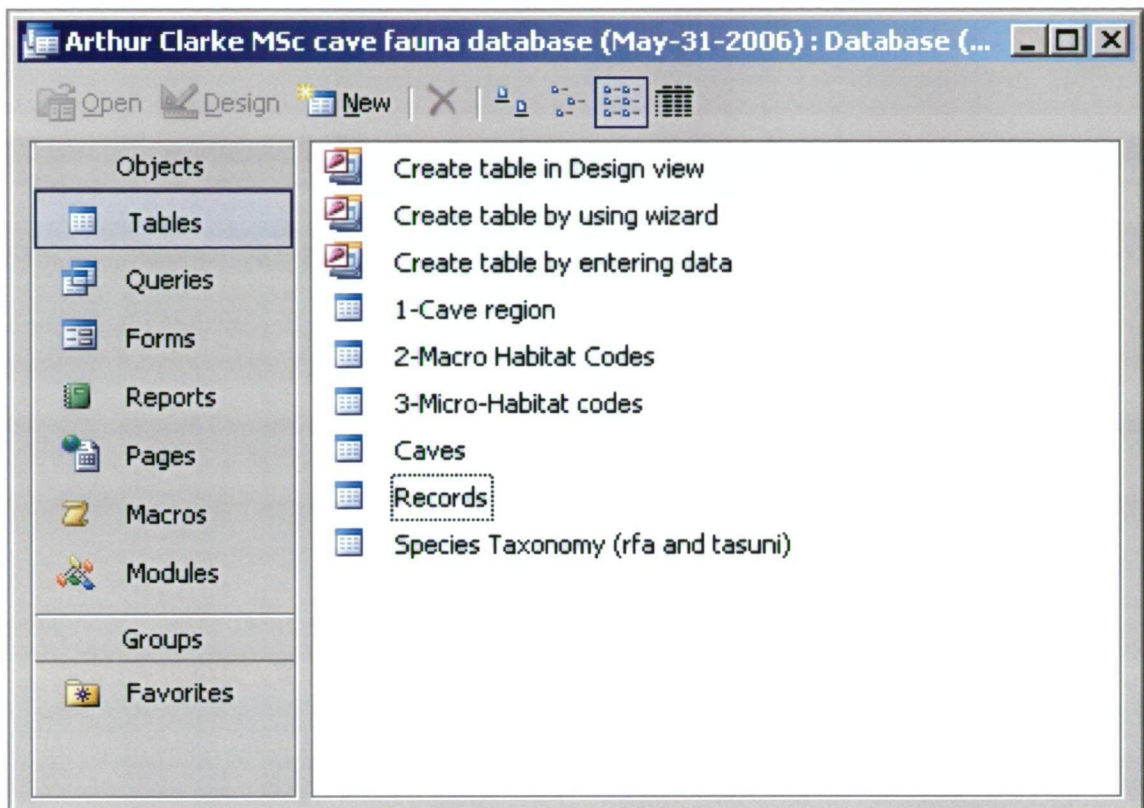 Arthur Clarke MSc cave fauna database (May-31-2006) : Database (...
Open Design New
Objects
Tables
Queries
Forms
Reports
Pages
Macros
Modules
Groups
Favorites
Create table in Design view
Create table by using wizard
Create table by entering data
1-Cave region
2-Macro Habitat Codes
3-Micro-Habitat codes
Caves
Records
Species Taxonomy (rfa and tasuni)